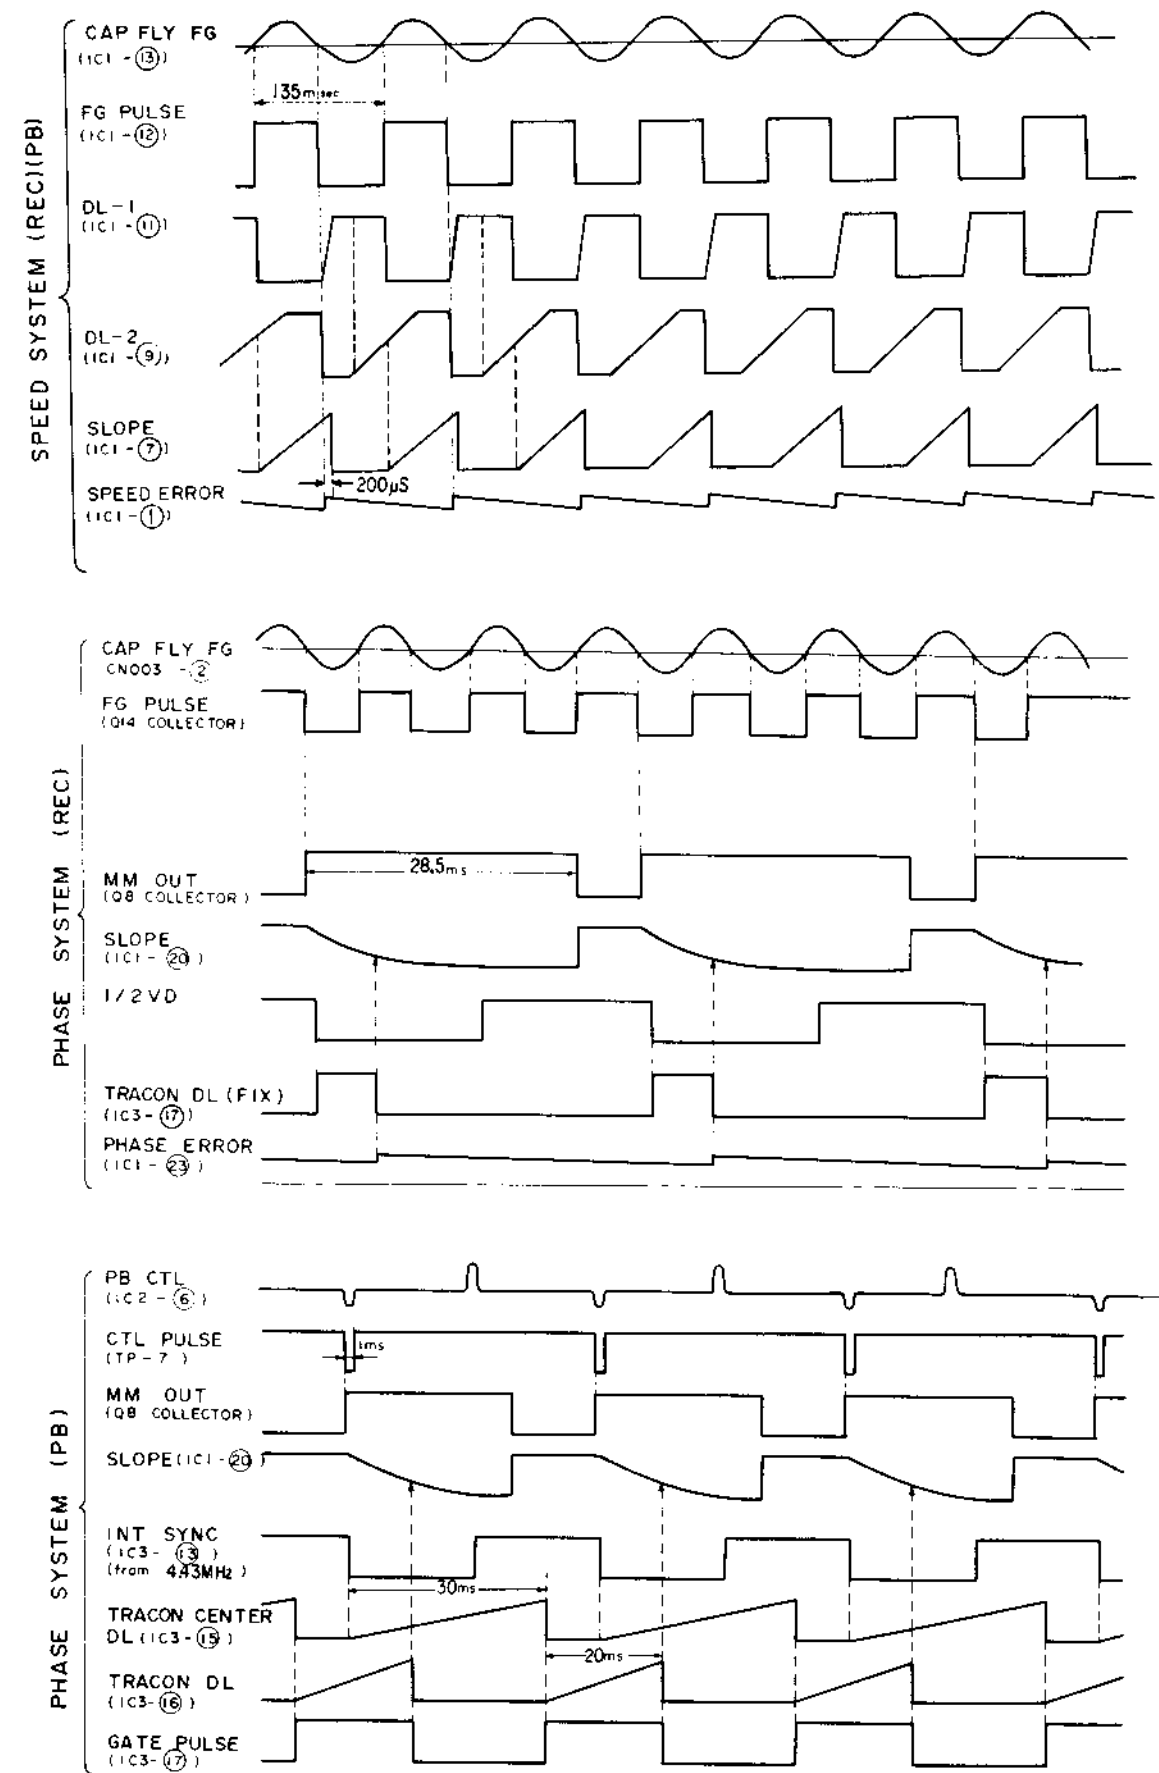 SPEED SYSTEM (REC)(PB)
CAP FLY FG
(IC1 - ⑬)
135msec
FG PULSE
(IC1 - ⑫)
DL-1
(IC1 - ⑪)
DL-2
(IC1 - ⑨)
SLOPE
(IC1 - ⑦)
200µS
SPEED ERROR
(IC1 - ①)
PHASE SYSTEM (REC)
CAP FLY FG
CN003 - ②
FG PULSE
(Q14 COLLECTOR)
MM OUT
(Q8 COLLECTOR)
28.5ms
SLOPE
(IC1 - ⑳)
1/2 VD
TRACON DL (FIX)
(IC3 - ⑰)
PHASE ERROR
(IC1 - ㉓)
PHASE SYSTEM (PB)
PB CTL
(IC2 - ⑥)
CTL PULSE
(TP - 7)
1ms
MM OUT
(Q8 COLLECTOR)
SLOPE (IC1 - ⑳)
INT SYNC
(IC3 - ⑬)
(from 4.43MHz)
30ms
TRACON CENTER
DL (IC3 - ⑮)
20ms
TRACON DL
(IC3 - ⑯)
GATE PULSE
(IC3 - ⑰)